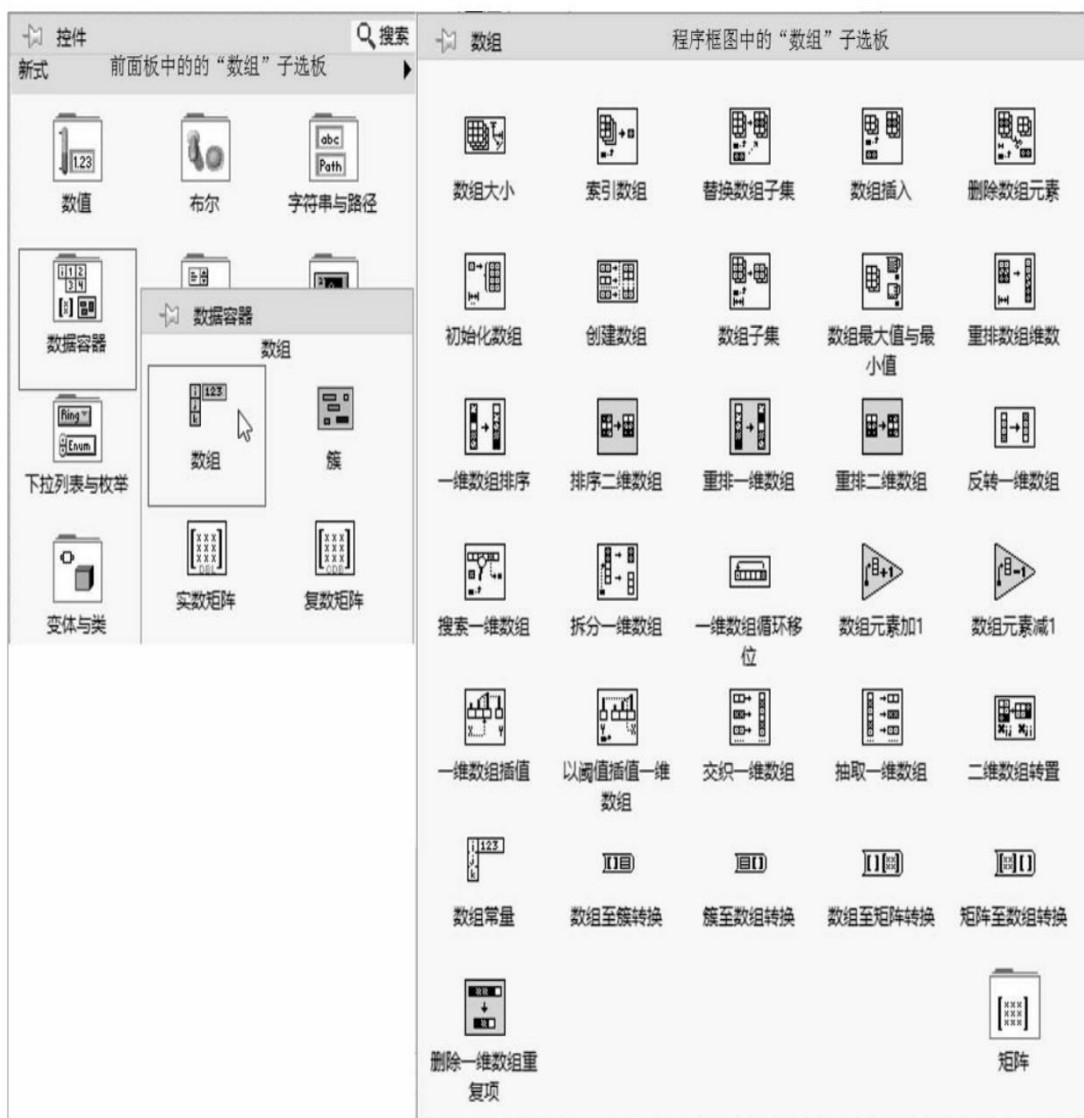 控件
搜索
新式
前面板中的的“数组”子选板
1.23
abc
Path
数值
布尔
字符串与路径
数据容器
数据容器
数组
123
数组
簇
Ring
Enum
下拉列表与枚举
DBL
CDB
实数矩阵
复数矩阵
变体与类
数组
程序框图中的“数组”子选板
数组大小
索引数组
替换数组子集
数组插入
删除数组元素
初始化数组
创建数组
数组子集
数组最大值与最
小值
重排数组维数
一维数组排序
排序二维数组
重排一维数组
重排二维数组
反转一维数组
+1
-1
搜索一维数组
拆分一维数组
一维数组循环移
位
数组元素加1
数组元素减1
一维数组插值
以阈值插值一维
数组
交织一维数组
抽取一维数组
二维数组转置
123
数组常量
数组至簇转换
簇至数组转换
数组至矩阵转换
矩阵至数组转换
删除一维数组重
复项
矩阵